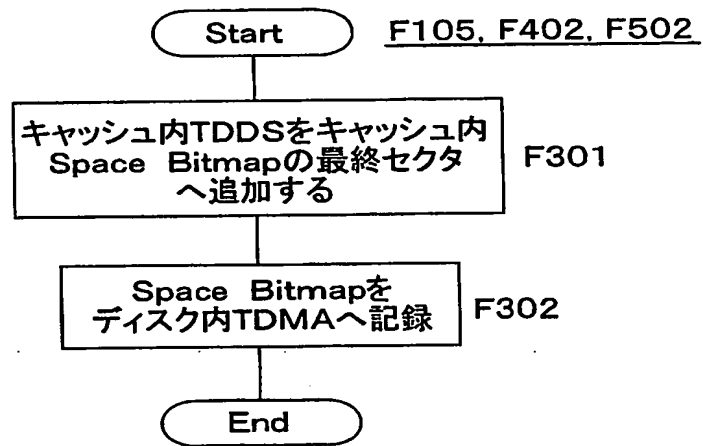 Start
F105, F402, F502
キャッシュ内TDDSをキャッシュ内
Space Bitmapの最終セクタ
へ追加する
F301
Space Bitmapを
ディスク内TDMAへ記録
F302
End